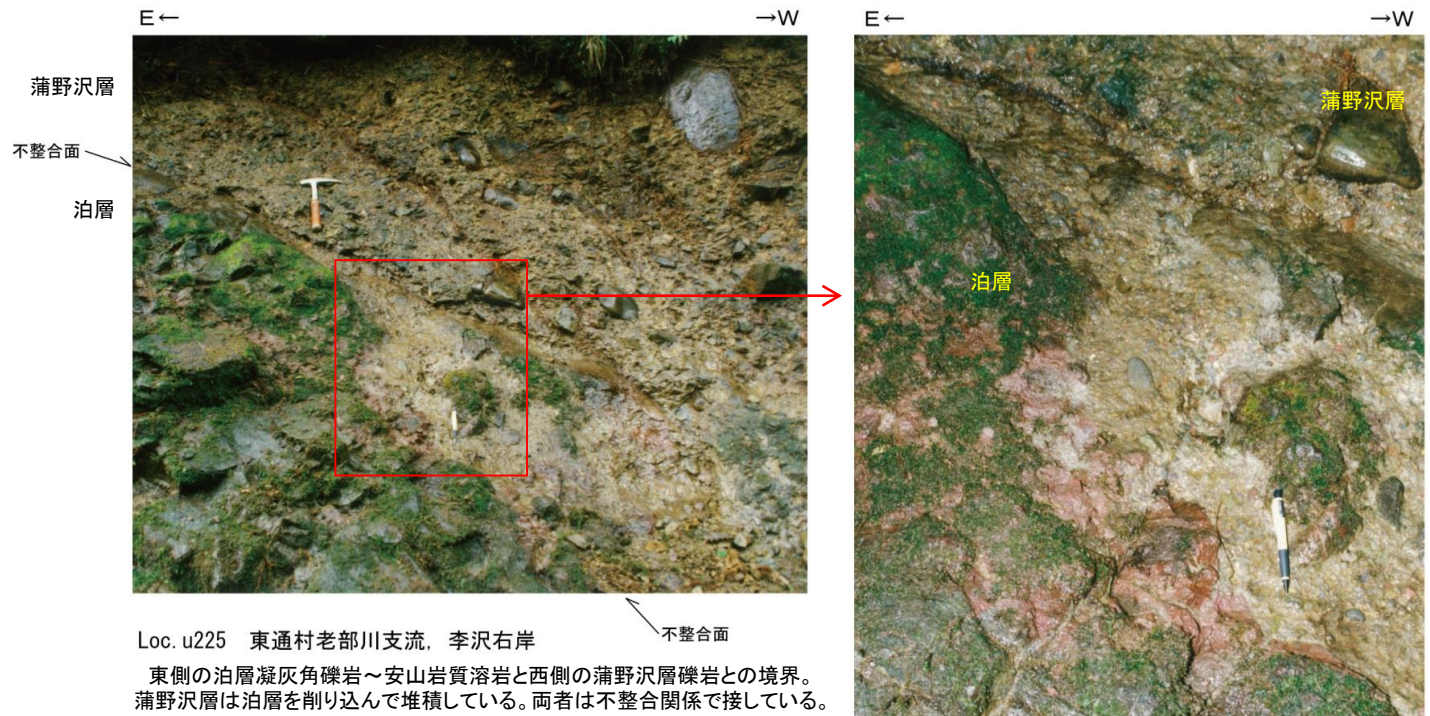 E← →W
蒲野沢層
不整合面
泊層
不整合面
Loc. u225 東通村老部川支流, 李沢右岸
東側の泊層凝灰角礫岩～安山岩質溶岩と西側の蒲野沢層礫岩との境界。
蒲野沢層は泊層を削り込んで堆積している。両者は不整合関係で接している。
E← →W
蒲野沢層
泊層